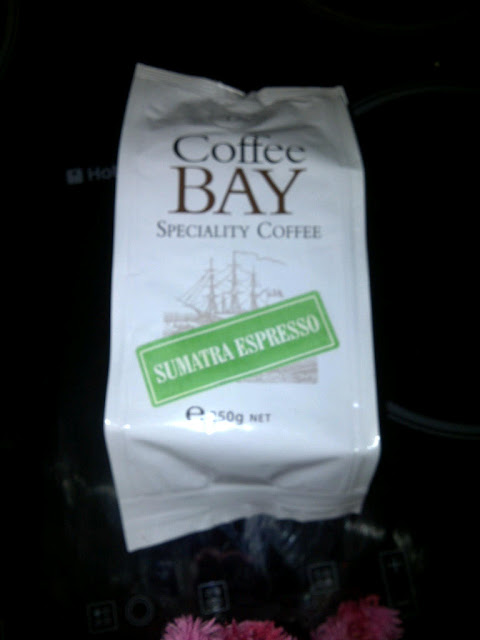 Coffee
BAY
SPECIALITY COFFEE
SUMATRA ESPRESSO
e 250g NET